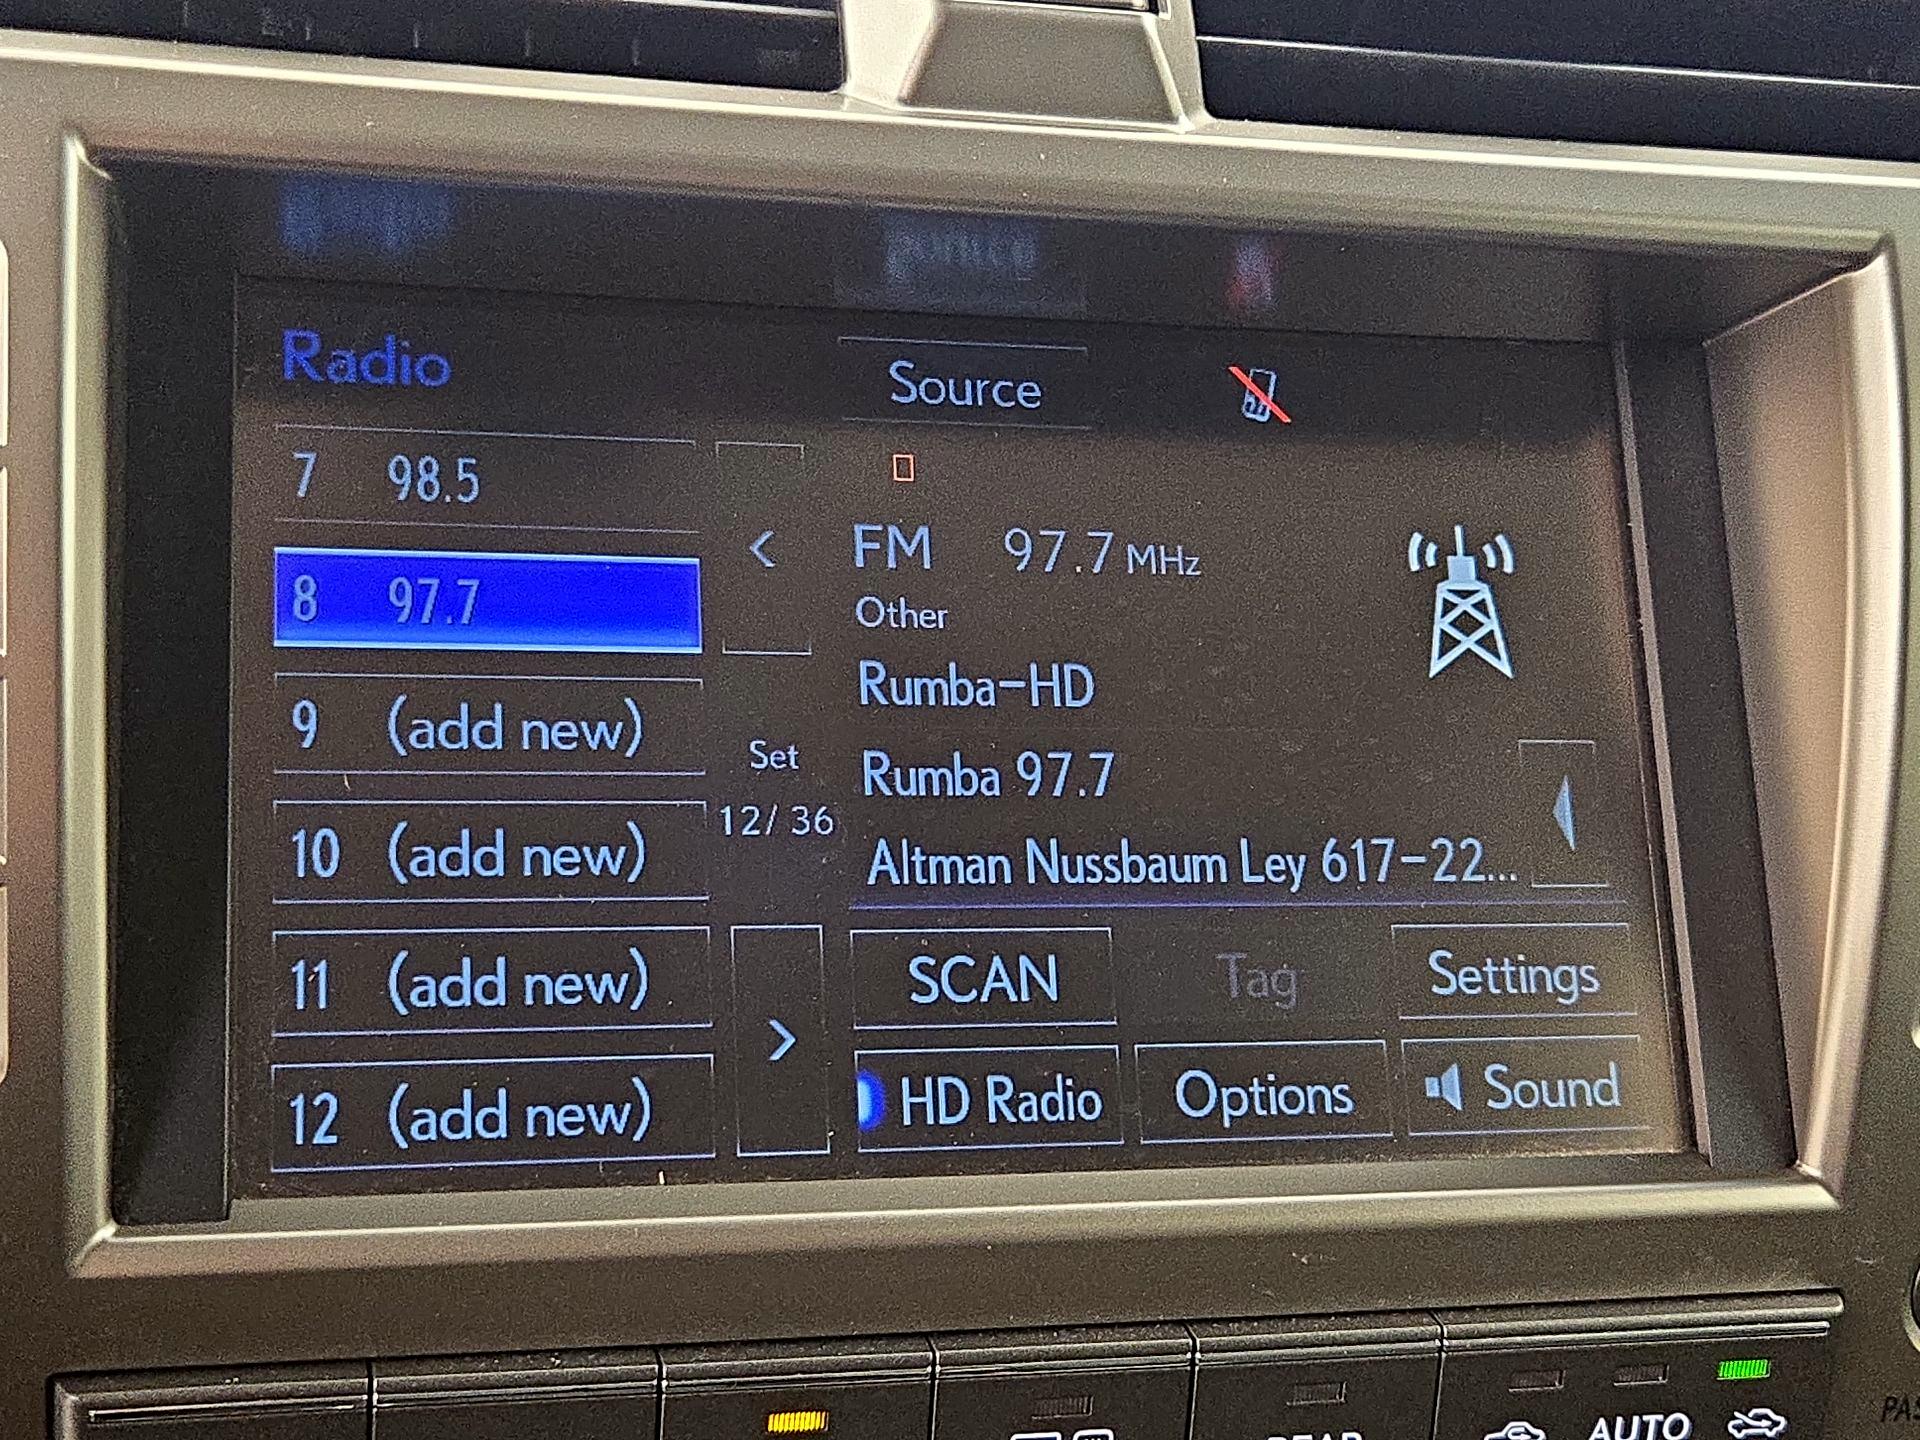 Radio
Source
7 98.5
8 97.7
9 (add new)
10 (add new)
11 (add new)
12 (add new)
<
Set
12/ 36
>
FM 97.7 MHz
Other
Rumba-HD
Rumba 97.7
Altman Nussbaum Ley 617-22...
SCAN
Tag
Settings
HD Radio
Options
Sound
REAR
AUTO